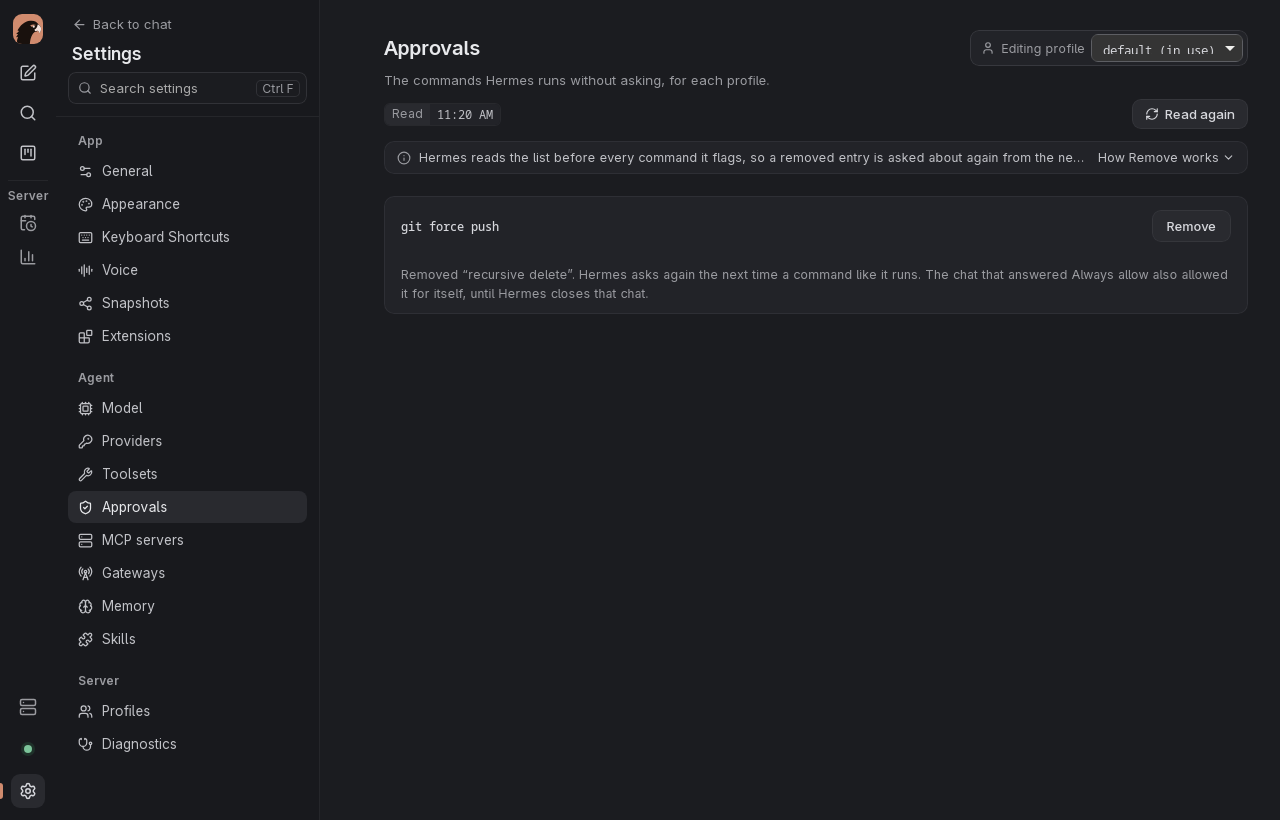 Back to chat
Settings
Search settings Ctrl F
App
General
Appearance
Keyboard Shortcuts
Voice
Snapshots
Extensions
Agent
Model
Providers
Toolsets
Approvals
MCP servers
Gateways
Memory
Skills
Server
Profiles
Diagnostics
Server
Approvals
Editing profile default (in use)
The commands Hermes runs without asking, for each profile.
Read 11:20 AM
Read again
Hermes reads the list before every command it flags, so a removed entry is asked about again from the ne… How Remove works
git force push
Remove
Removed “recursive delete”. Hermes asks again the next time a command like it runs. The chat that answered Always allow also allowed
it for itself, until Hermes closes that chat.